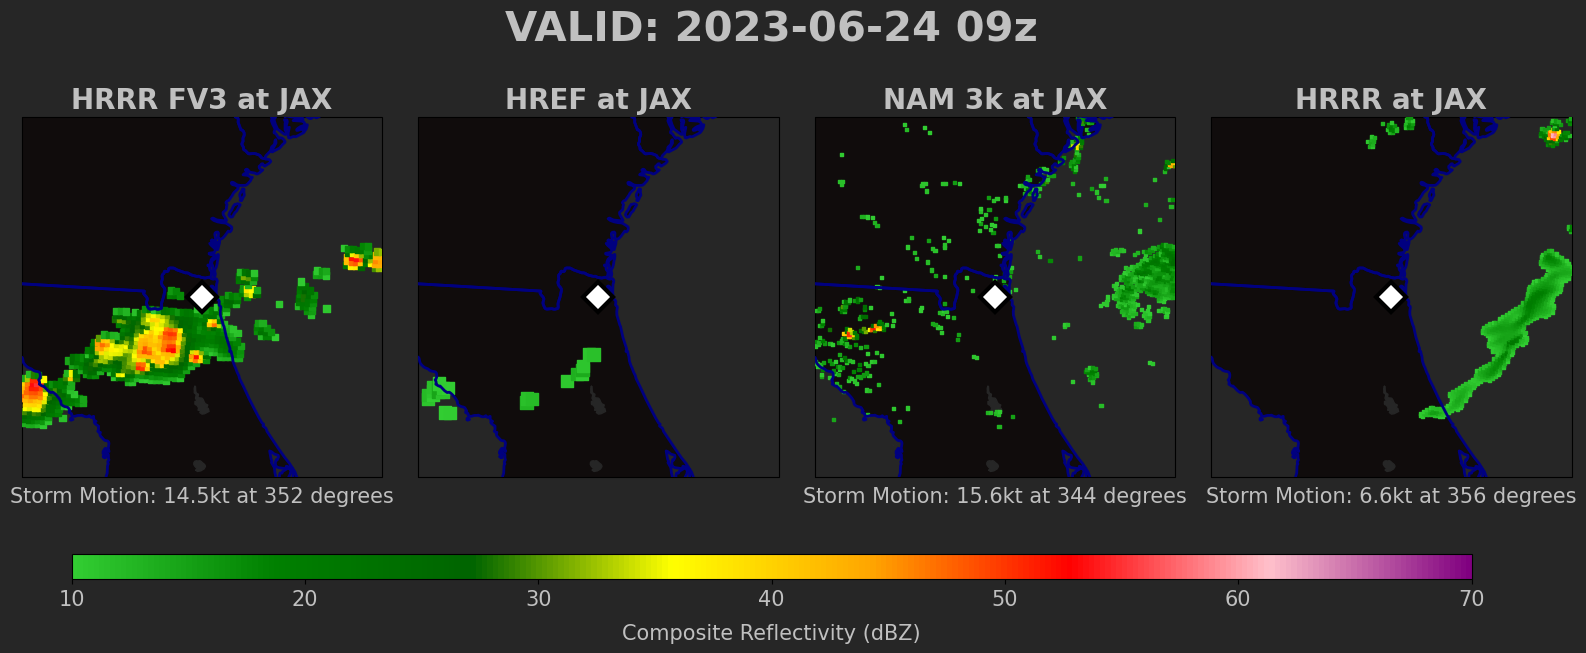 VALID: 2023-06-24 09z
HRRR FV3 at JAX
HREF at JAX
NAM 3k at JAX
HRRR at JAX
Storm Motion: 14.5kt at 352 degrees
Storm Motion: 15.6kt at 344 degrees
Storm Motion: 6.6kt at 356 degrees
10 20 30 40 50 60 70
Composite Reflectivity (dBZ)